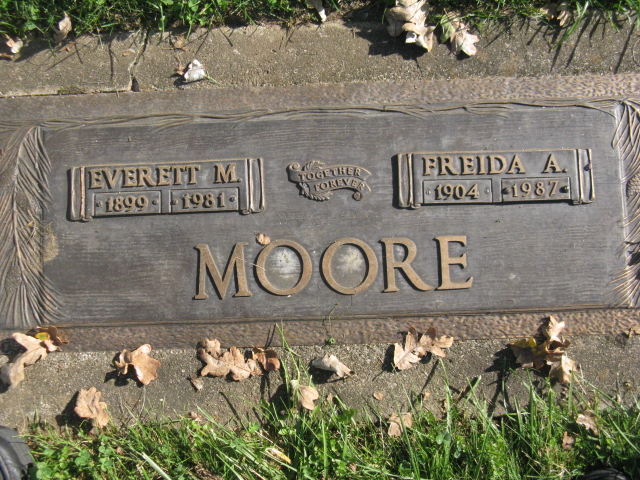 EVERETT M.
1899 1981
TOGETHER
FOREVER
FREIDA A.
1904 1987
MOORE